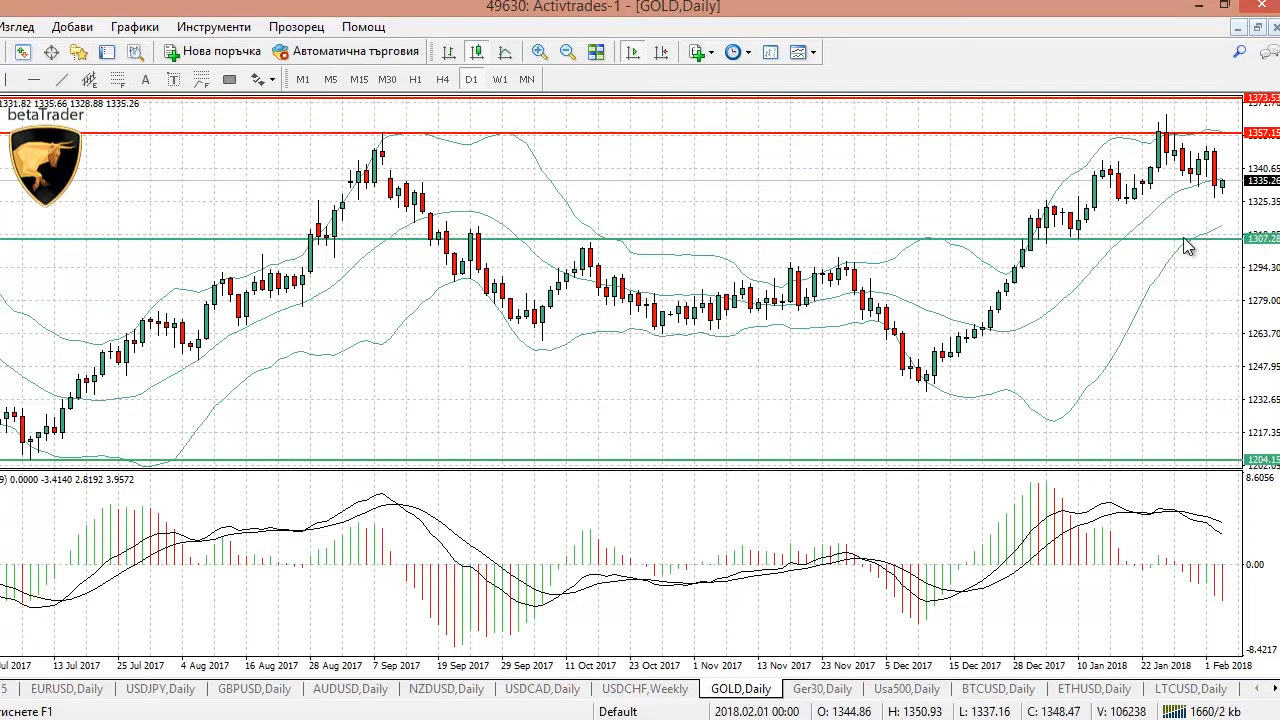 49630: Activtrades-1 - [GOLD,Daily]
Изглед Добави Графики Инструменти Прозорец Помощ
Нова поръчка Автоматична търговия
A T F M1 M5 M15 M30 H1 H4 D1 W1 MN
1331.82 1335.66 1328.88 1335.26
betaTrader
1373.53
1357.15
1340.65
1335.26
1325.35
1307.28
1294.30
1279.00
1263.70
1247.95
1232.65
1217.35
1204.15
9) 0.0000 -3.4140 2.8192 3.9572
8.6056
0.00
-8.4217
Jul 2017 13 Jul 2017 25 Jul 2017 4 Aug 2017 16 Aug 2017 28 Aug 2017 7 Sep 2017 19 Sep 2017 29 Sep 2017 11 Oct 2017 23 Oct 2017 1 Nov 2017 13 Nov 2017 23 Nov 2017 5 Dec 2017 15 Dec 2017 28 Dec 2017 10 Jan 2018 22 Jan 2018 1 Feb 2018
5 EURUSD,Daily USDJPY,Daily GBPUSD,Daily AUDUSD,Daily NZDUSD,Daily USDCAD,Daily USDCHF,Weekly GOLD,Daily Ger30,Daily Usa500,Daily BTCUSD,Daily ETHUSD,Daily LTCUSD,Daily
тиснете F1 Default 2018.02.01 00:00 O: 1344.86 H: 1350.93 L: 1337.16 C: 1348.47 V: 106238 1660/2 kb